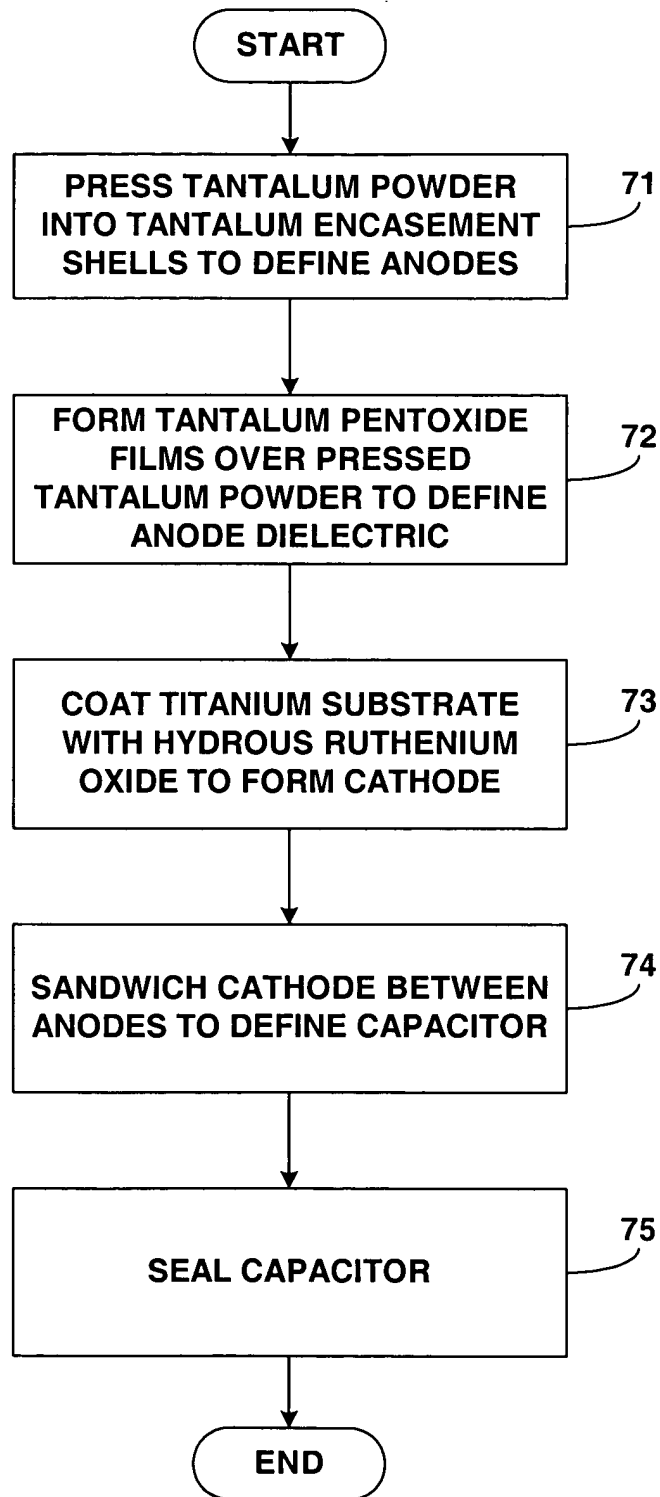 START
PRESS TANTALUM POWDER
INTO TANTALUM ENCASEMENT
SHELLS TO DEFINE ANODES
71
FORM TANTALUM PENTOXIDE
FILMS OVER PRESSED
TANTALUM POWDER TO DEFINE
ANODE DIELECTRIC
72
COAT TITANIUM SUBSTRATE
WITH HYDROUS RUTHENIUM
OXIDE TO FORM CATHODE
73
SANDWICH CATHODE BETWEEN
ANODES TO DEFINE CAPACITOR
74
SEAL CAPACITOR
75
END